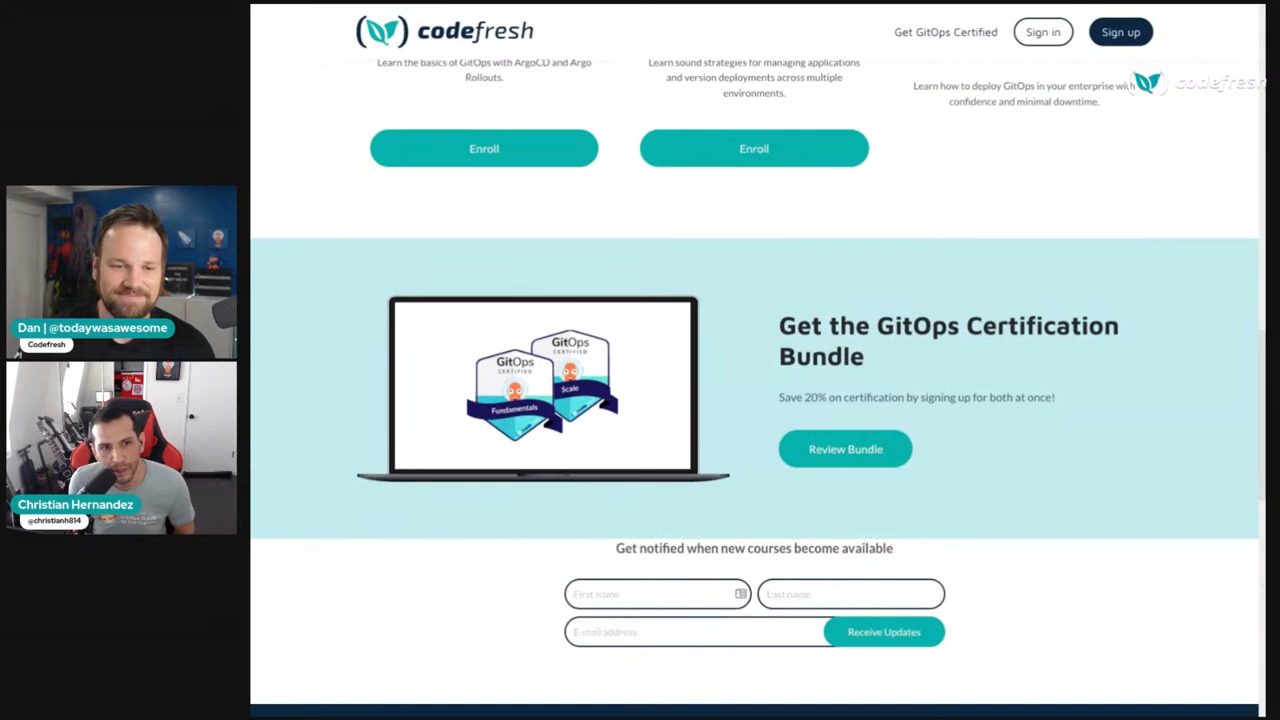 codefresh
Get GitOps Certified
Sign in
Sign up
codefresh
Learn the basics of GitOps with ArgoCD and Argo
Rollouts.
Learn sound strategies for managing applications
and version deployments across multiple
environments.
Learn how to deploy GitOps in your enterprise with
confidence and minimal downtime.
Enroll
Enroll
Dan | @todaywasawesome
Codefresh
Christian Hernandez
@christianh814
GitOps
CERTIFIED
Fundamentals
GitOps
CERTIFIED
Scale
Get the GitOps Certification
Bundle
Save 20% on certification by signing up for both at once!
Review Bundle
Get notified when new courses become available
First name
Last name
E-mail address
Receive Updates